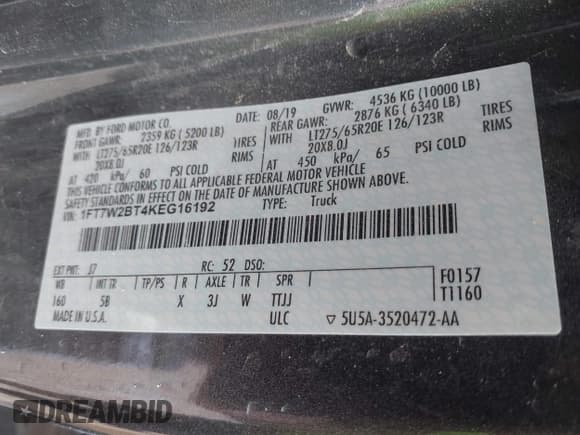 MFD. BY FORD MOTOR CO. DATE: 08/19 GVWR: 4536 KG (10000 LB)
FRONT GAWR: 2359 KG (5200 LB) REAR GAWR: 2876 KG (6340 LB)
WITH LT275/65R20E 126/123R TIRES WITH LT275/65R20E 126/123R TIRES
20X8.0J RIMS 20X8.0J RIMS
AT 420 kPa/ 60 PSI COLD AT 450 kPa/ 65 PSI COLD
THIS VEHICLE CONFORMS TO ALL APPLICABLE FEDERAL MOTOR VEHICLE
SAFETY STANDARDS IN EFFECT ON THE DATE OF MANUFACTURE SHOWN ABOVE.
VIN: 1FT7W2BT4KEG16192 TYPE: Truck
EXT PNT: J7 RC: 52 DSO: F0157
WB INT TR TP/PS R AXLE TR SPR T1160
160 5B X 3J W TTJJ
MADE IN U.S.A. ULC ▽ 5U5A-3520472-AA
DREAMBID